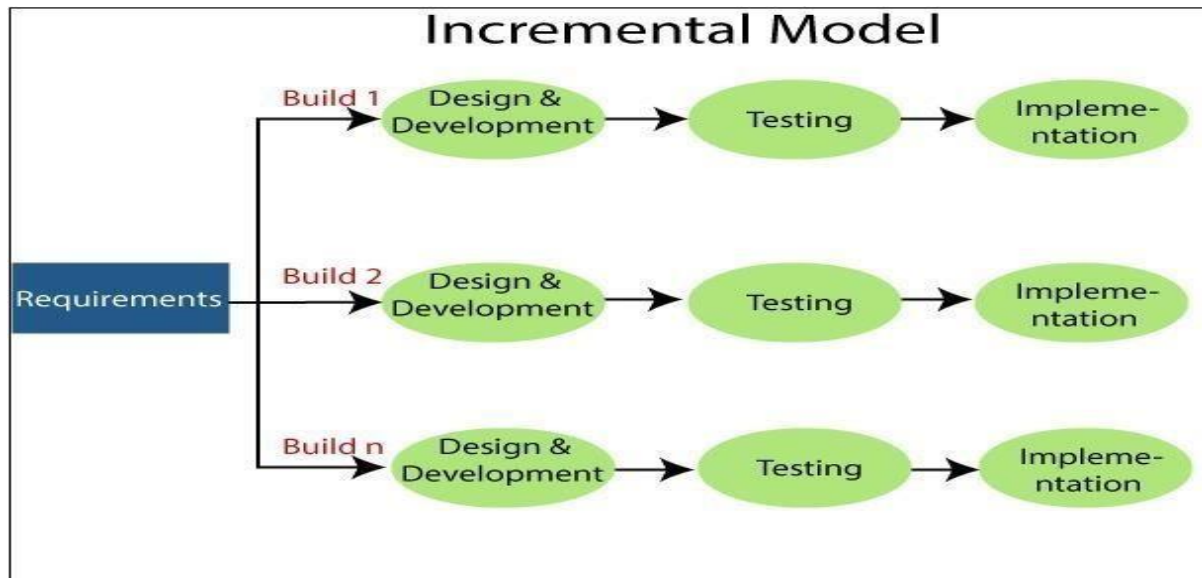 Incremental Model
Build 1
Design &
Development
Testing
Impleme-
ntation
Requirements
Build 2
Design &
Development
Testing
Impleme-
ntation
Build n
Design &
Development
Testing
Impleme-
ntation